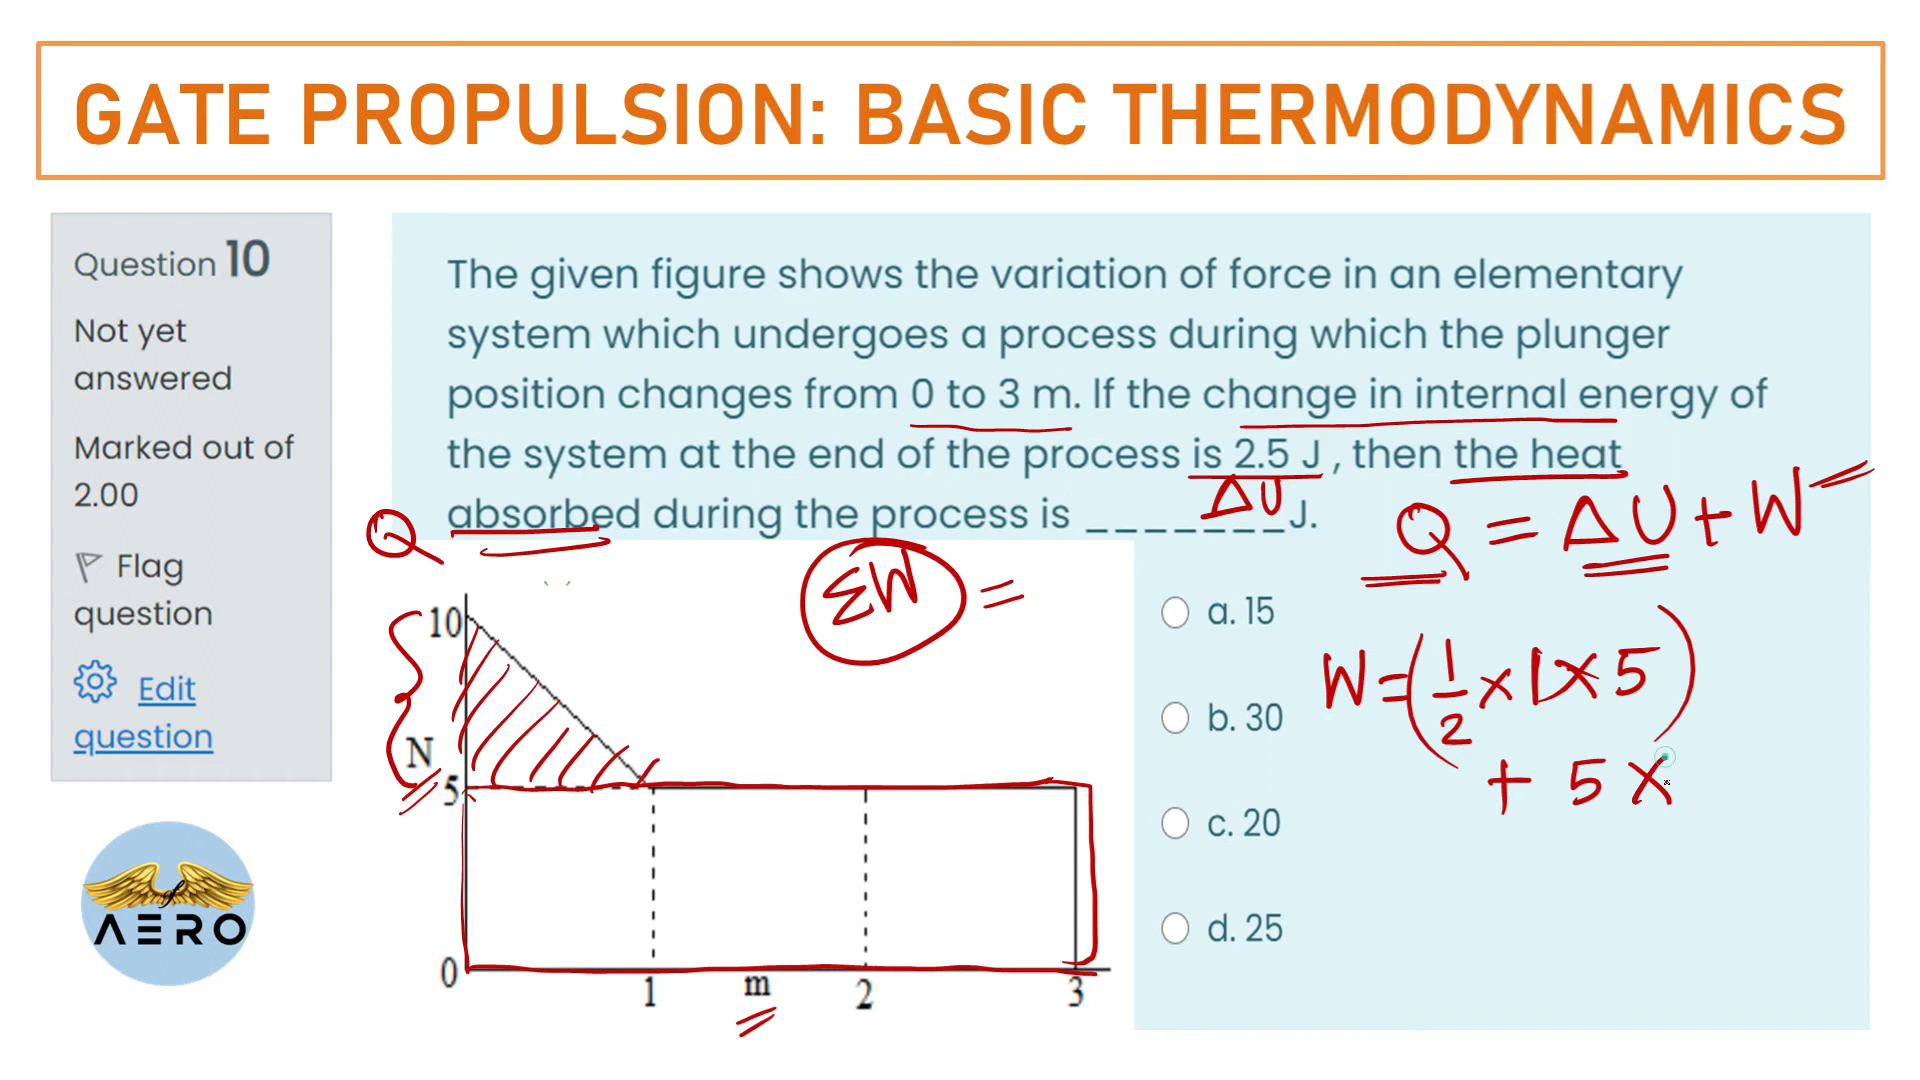 GATE PROPULSION: BASIC THERMODYNAMICS
Question 10
Not yet
answered
Marked out of
2.00
Flag
question
Edit
question
The given figure shows the variation of force in an elementary
system which undergoes a process during which the plunger
position changes from 0 to 3 m. If the change in internal energy of
the system at the end of the process is 2.5 J , then the heat
absorbed during the process is _______J.
ΔU
Q
Q = ΔU + W
ΣW =
10
N
5
0
1
m
2
3
a. 15
b. 30
c. 20
d. 25
W = (1/2 × 1 × 5)
+ 5 ×
of
AERO